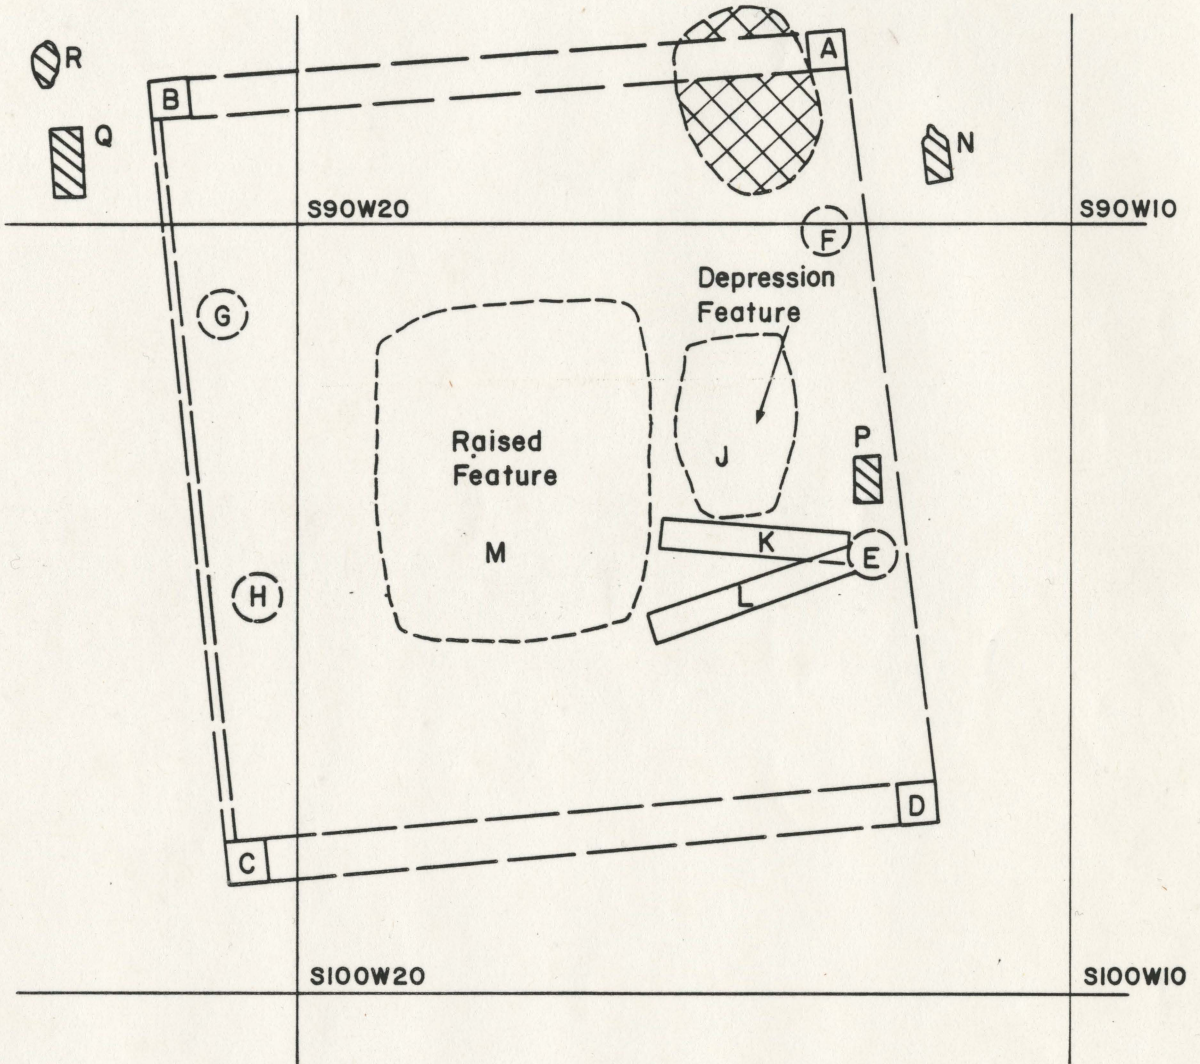 A
R
B
Q
N
S90W20
S90W10
F
Depression
Feature
G
P
Raised
Feature
J
K
M
E
H
L
D
C
S100W20
S100W10